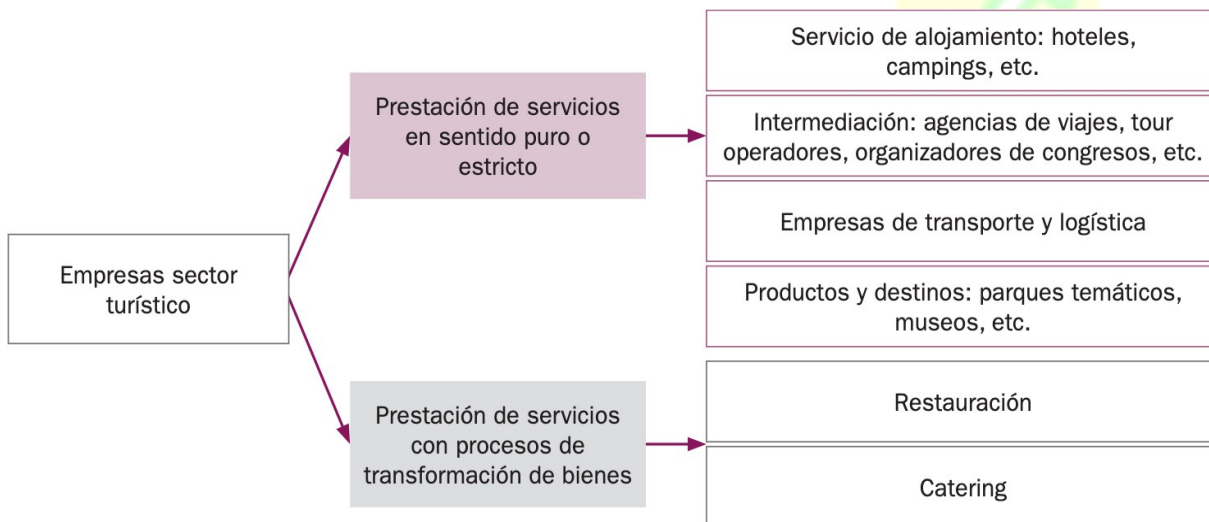 Empresas sector
turístico
Prestación de servicios
en sentido puro o
estricto
Servicio de alojamiento: hoteles,
campings, etc.
Intermediación: agencias de viajes, tour
operadores, organizadores de congresos, etc.
Empresas de transporte y logística
Productos y destinos: parques temáticos,
museos, etc.
Prestación de servicios
con procesos de
transformación de bienes
Restauración
Catering